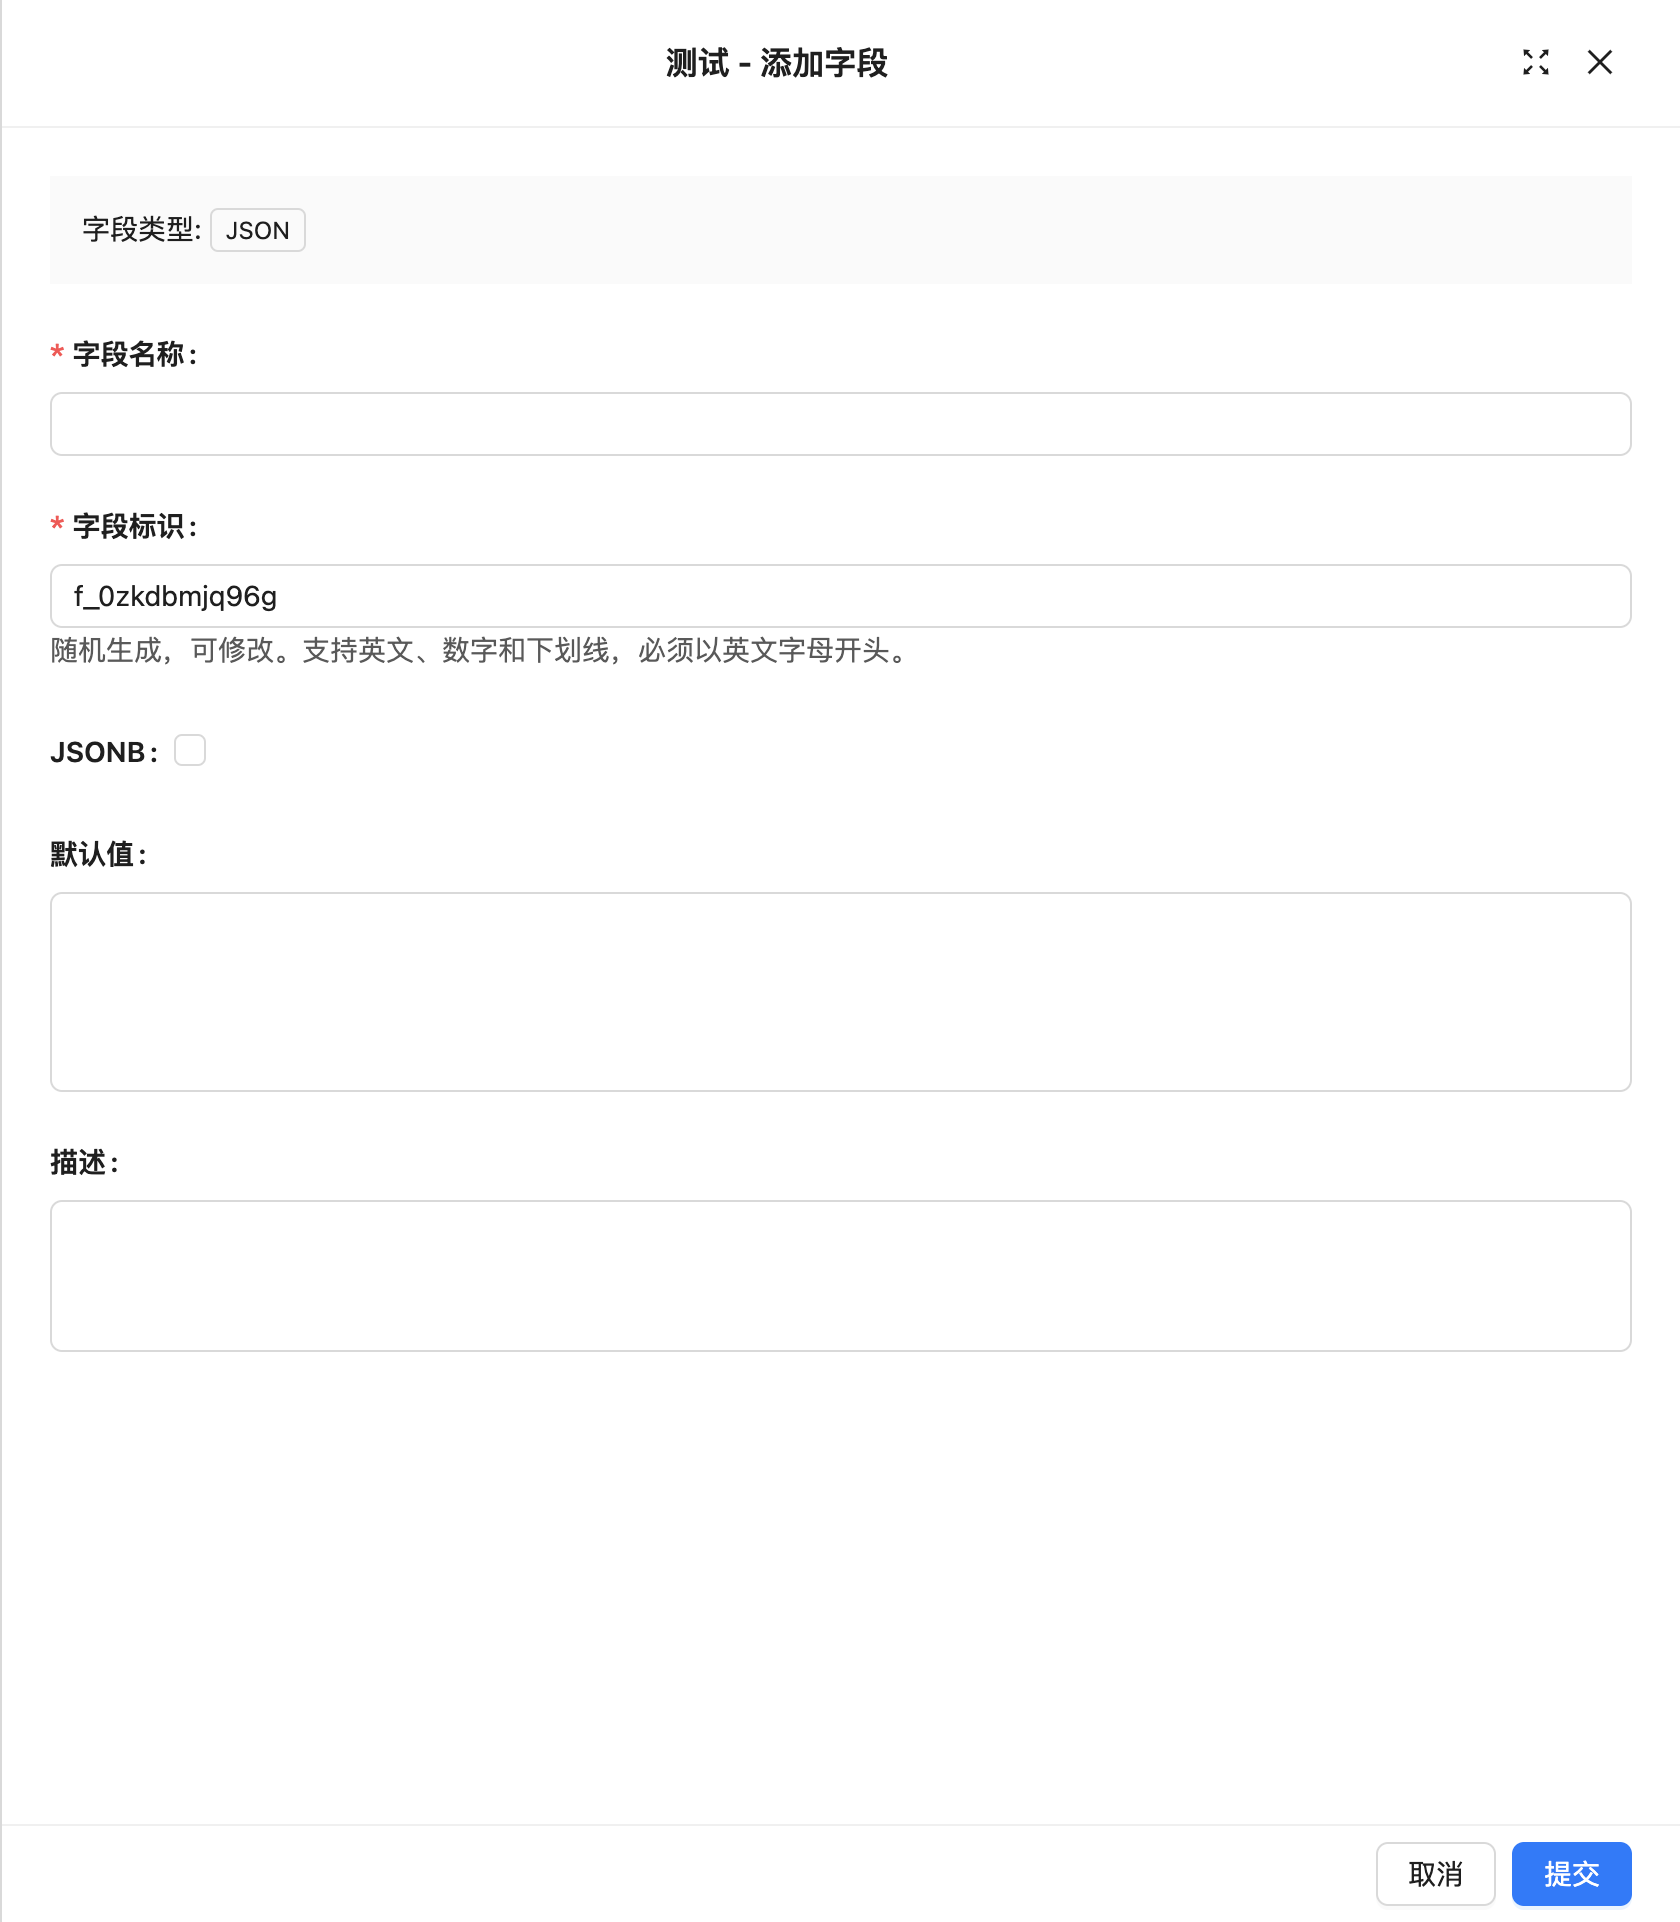 测试 - 添加字段
字段类型: JSON
* 字段名称:
* 字段标识:
f_0zkdbmjq96g
随机生成，可修改。支持英文、数字和下划线，必须以英文字母开头。
JSONB:
默认值:
描述:
取消 提交